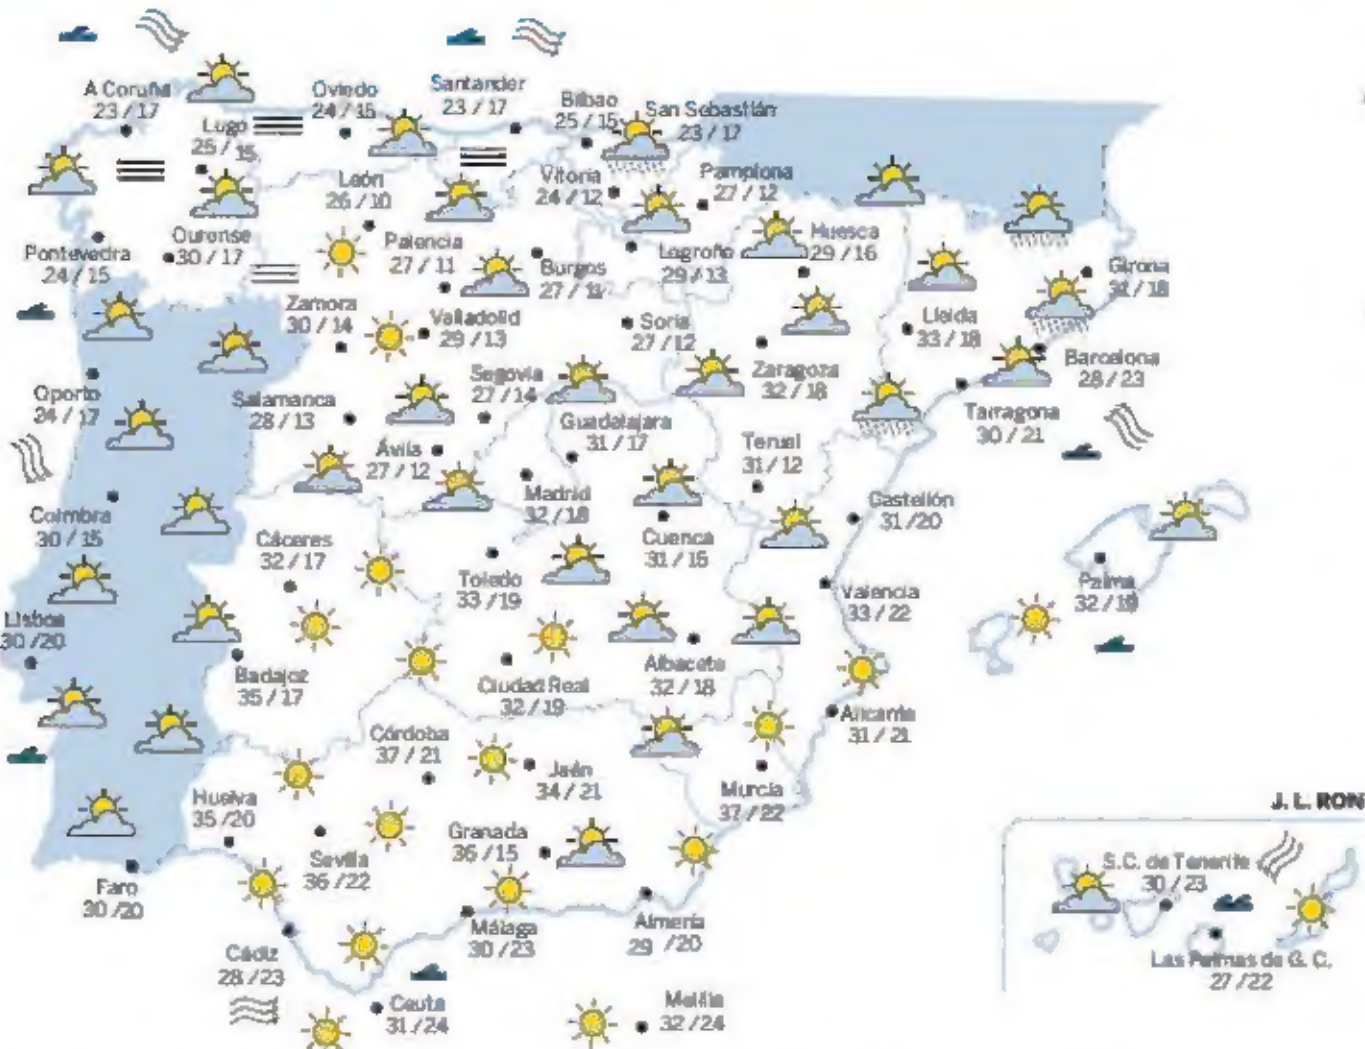 A Coruña
23 / 17
Oviedo
24 / 15
Santander
23 / 17
Bilbao
25 / 15
San Sebastián
23 / 17
Lugo
25 / 15
León
26 / 10
Vitoria
24 / 12
Pamplona
27 / 12
Pontevedra
24 / 15
Ourense
30 / 17
Palencia
27 / 11
Burgos
27 / 11
Logroño
29 / 13
Huesca
29 / 16
Girona
/ 18
Zamora
30 / 14
Valladolid
29 / 13
Soria
27 / 12
Lleida
33 / 18
Oporto
24 / 17
Salamanca
28 / 13
Segovia
27 / 14
Zaragoza
32 / 18
Barcelona
28 / 23
Ávila
27 / 12
Guadalajara
31 / 17
Teruel
31 / 12
Tarragona
30 / 21
Coimbra
30 / 15
Cáceres
32 / 17
Madrid
32 / 18
Cuenca
31 / 15
Castellón
31 / 20
Toledo
33 / 19
Valencia
33 / 22
Palma
32 / 19
Lisboa
30 / 20
Badajoz
35 / 17
Ciudad Real
32 / 19
Albacete
32 / 18
Alicante
31 / 21
Córdoba
37 / 21
Jaén
34 / 21
Murcia
37 / 22
Huelva
35 / 20
Sevilla
36 / 22
Granada
36 / 15
J. L. RON
Faro
30 / 20
Cádiz
28 / 23
Málaga
30 / 23
Almería
29 / 20
S.C. de Tenerife
30 / 23
Las Palmas de G. C.
27 / 22
Ceuta
31 / 24
Melilla
32 / 24